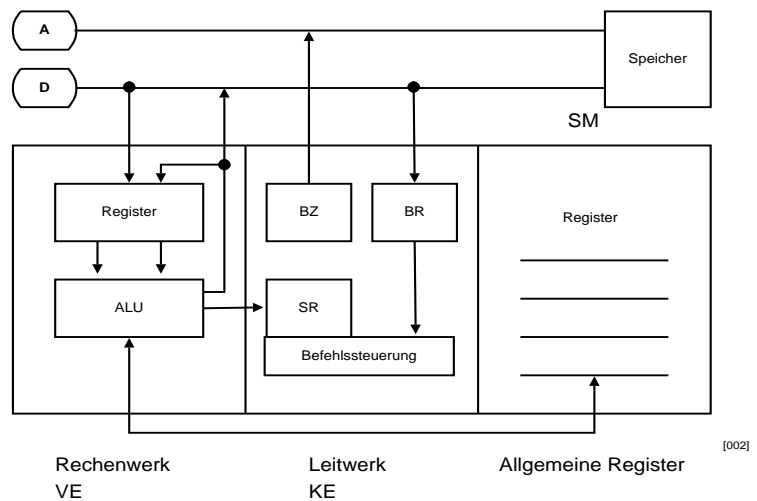 A
Speicher
D
SM
Register
BZ
BR
Register
ALU
SR
Befehlssteuerung
[002]
Rechenwerk
VE
Leitwerk
KE
Allgemeine Register